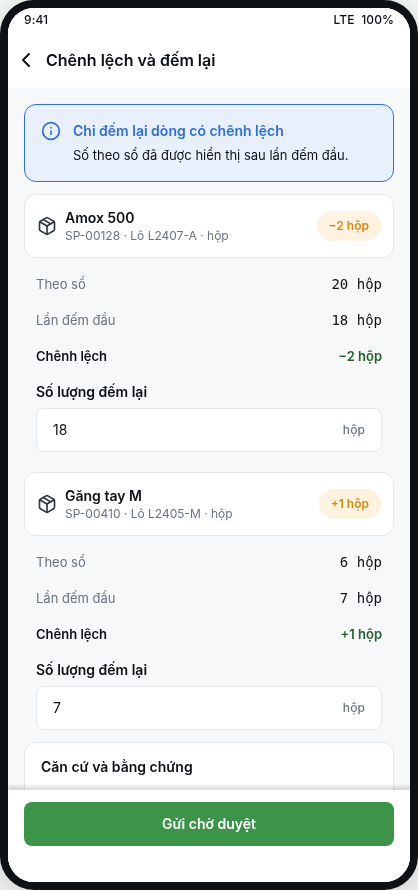 9:41
LTE 100%
Chênh lệch và đếm lại
Chỉ đếm lại dòng có chênh lệch
Số theo sổ đã được hiển thị sau lần đếm đầu.
Amox 500
SP-00128 · Lô L2407-A · hộp
−2 hộp
Theo sổ
20 hộp
Lần đếm đầu
18 hộp
Chênh lệch
−2 hộp
Số lượng đếm lại
18
hộp
Găng tay M
SP-00410 · Lô L2405-M · hộp
+1 hộp
Theo sổ
6 hộp
Lần đếm đầu
7 hộp
Chênh lệch
+1 hộp
Số lượng đếm lại
7
hộp
Căn cứ và bằng chứng
Gửi chờ duyệt